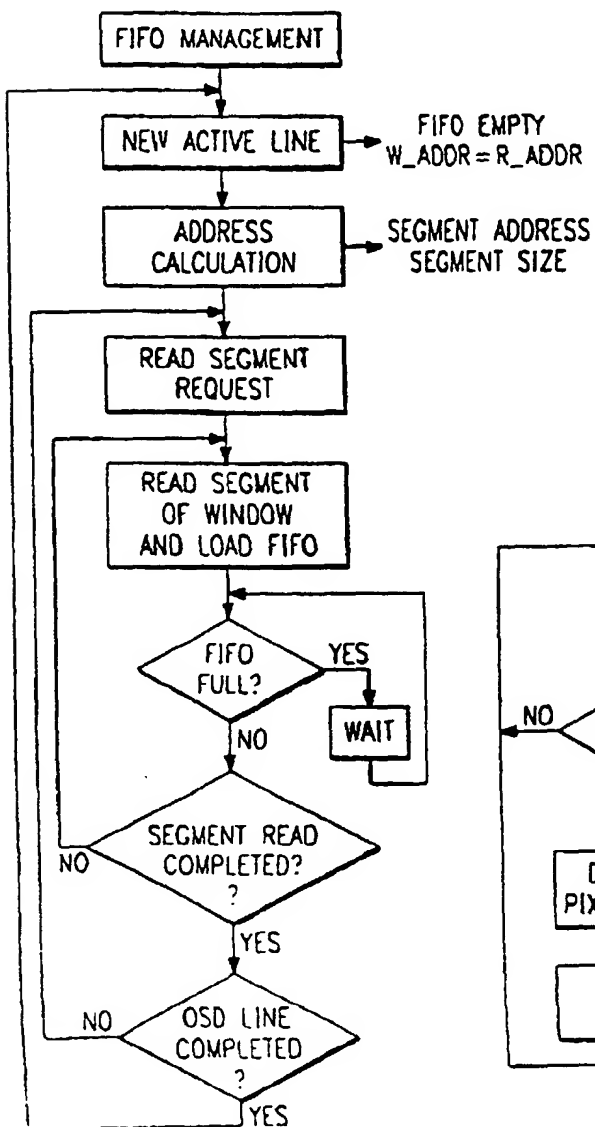 FIFO MANAGEMENT
NEW ACTIVE LINE
FIFO EMPTY
W_ADDR = R_ADDR
ADDRESS
CALCULATION
SEGMENT ADDRESS
SEGMENT SIZE
READ SEGMENT
REQUEST
READ SEGMENT
OF WINDOW
AND LOAD FIFO
FIFO
FULL?
YES
WAIT
NO
SEGMENT READ
COMPLETED?
?
NO
YES
OSD LINE
COMPLETED
?
NO
YES
NO
D
PIX